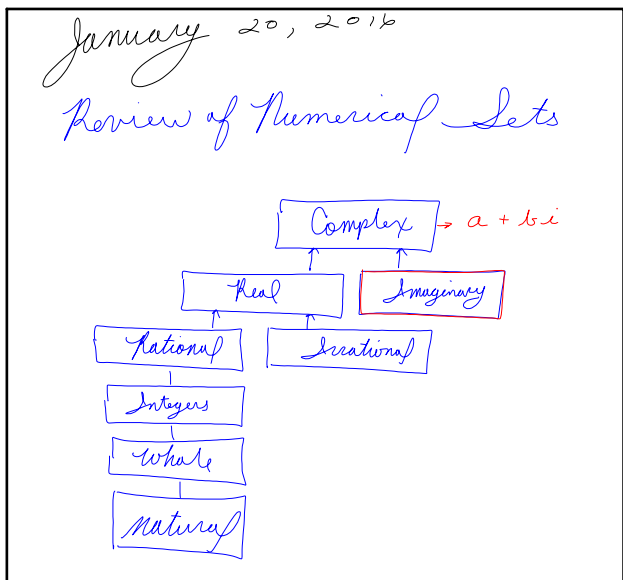 January 20, 2016
Review of Numerical Sets
Complex → a + bi
Real
Imaginary
Rational
Irrational
Integers
Whole
Natural